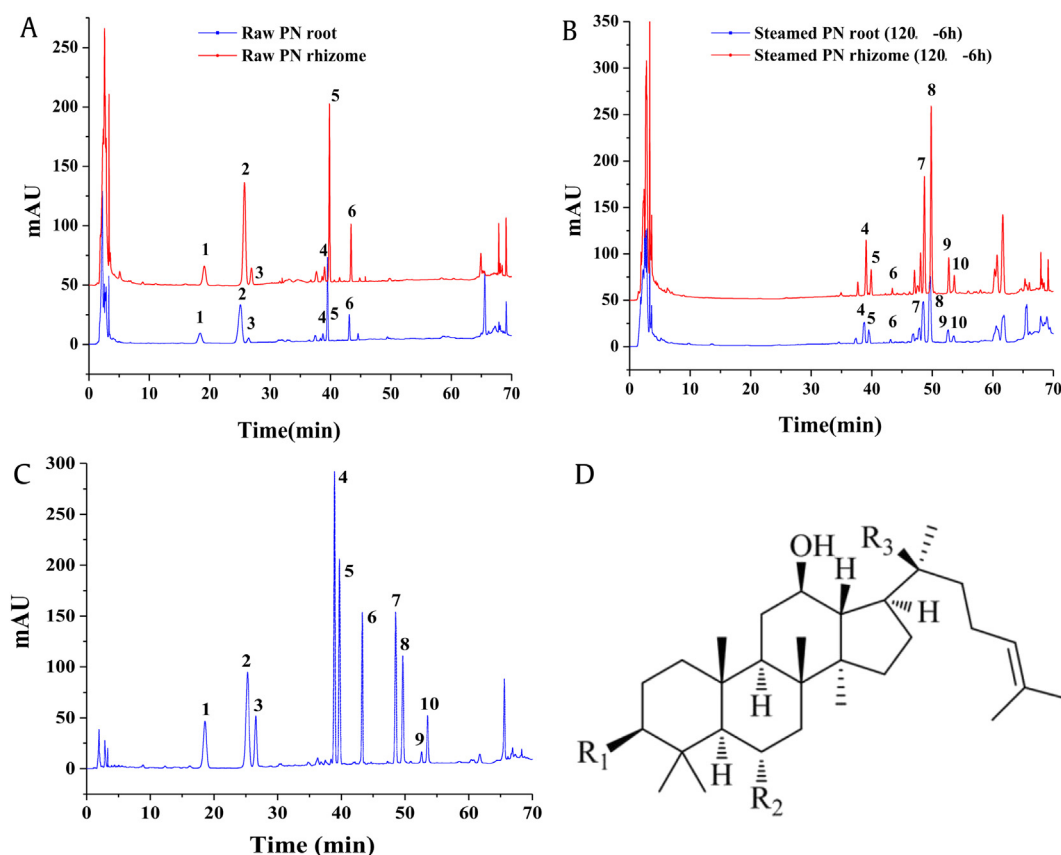 A
Raw PN root
Raw PN rhizome
250
200
150
100
50
0
mAU
1
2
3
4
5
6
1
2
3
4
5
6
0 10 20 30 40 50 60 70
Time(min)
B
Steamed PN root (120. -6h)
Steamed PN rhizome (120. -6h)
350
300
250
200
150
100
50
0
mAU
4
5
6
7
8
9
10
4
5
6
7
8
9
10
0 10 20 30 40 50 60 70
Time(min)
C
300
250
200
150
100
50
0
mAU
1
2
3
4
5
6
7
8
9
10
0 10 20 30 40 50 60 70
Time (min)
D
OH
R3
H
H
H
H
R1
R2